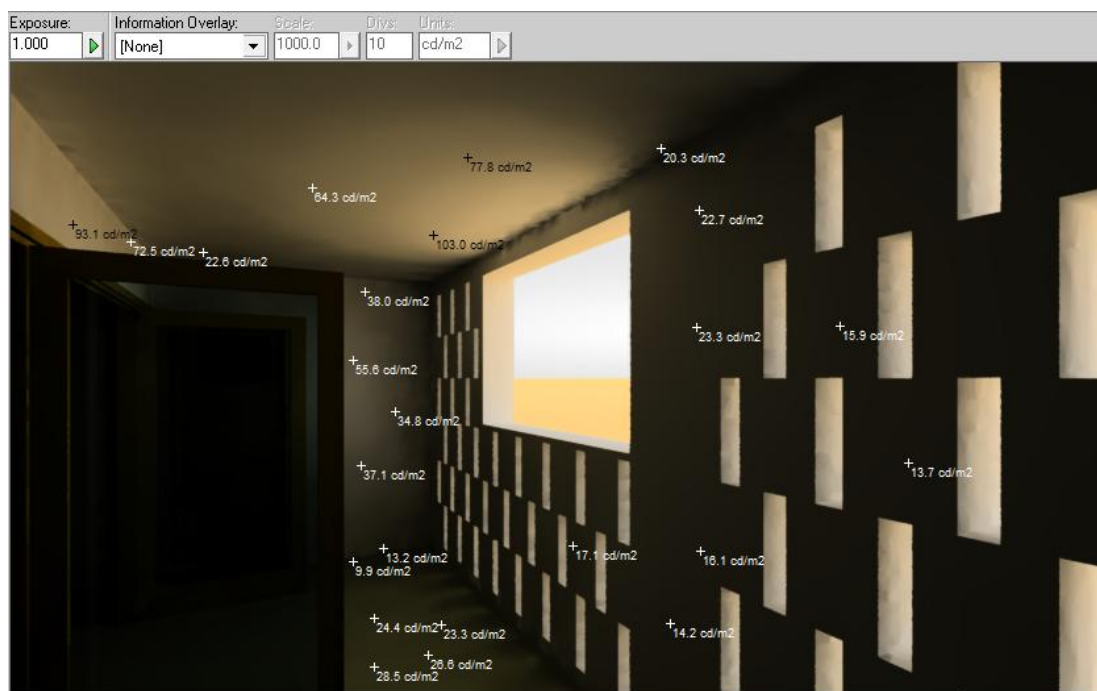 Exposure: Information Overlay: Scale: Divs: Units:
1.000 [None] 1000.0 10 cd/m2
77.8 cd/m2
20.3 cd/m2
64.3 cd/m2
22.7 cd/m2
93.1 cd/m2
103.0 cd/m2
72.5 cd/m2
22.6 cd/m2
38.0 cd/m2
23.3 cd/m2
15.9 cd/m2
55.6 cd/m2
34.8 cd/m2
37.1 cd/m2
13.7 cd/m2
13.2 cd/m2
17.1 cd/m2
16.1 cd/m2
9.9 cd/m2
24.4 cd/m2
23.3 cd/m2
14.2 cd/m2
26.6 cd/m2
28.5 cd/m2